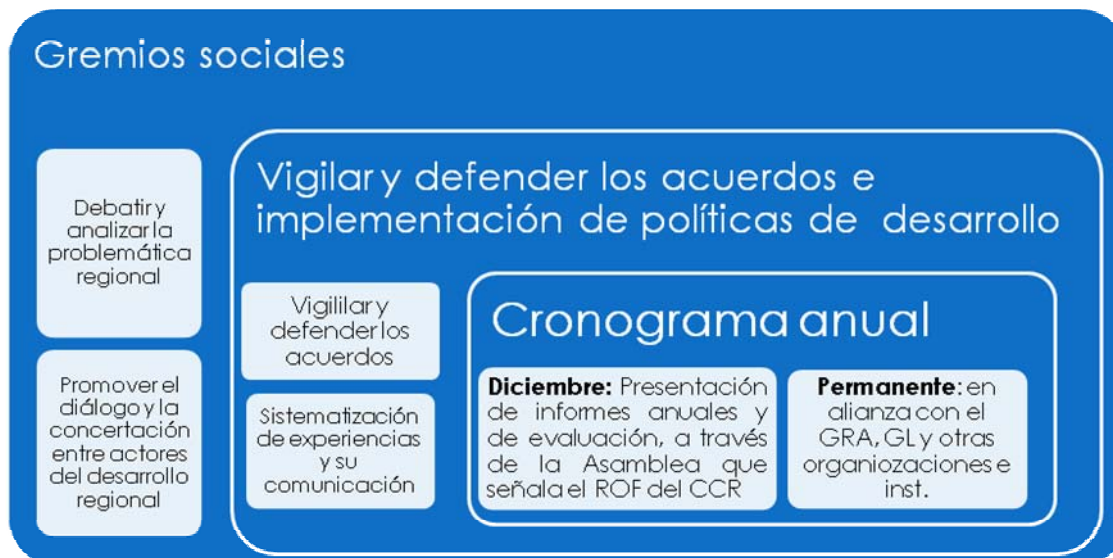 Gremios sociales
Debatir y
analizar la
problemática
regional
Promover el
diálogo y la
concertación
entre actores
del desarrollo
regional
Vigilar y defender los acuerdos e
implementación de políticas de desarrollo
Vigililar y
defender los
acuerdos
Sistematización
de experiencias
y su
comunicación
Cronograma anual
Diciembre: Presentación
de informes anuales y
de evaluación, a través
de la Asamblea que
señala el ROF del CCR
Permanente: en
alianza con el
GRA, GL y otras
organiozaciones e
inst.